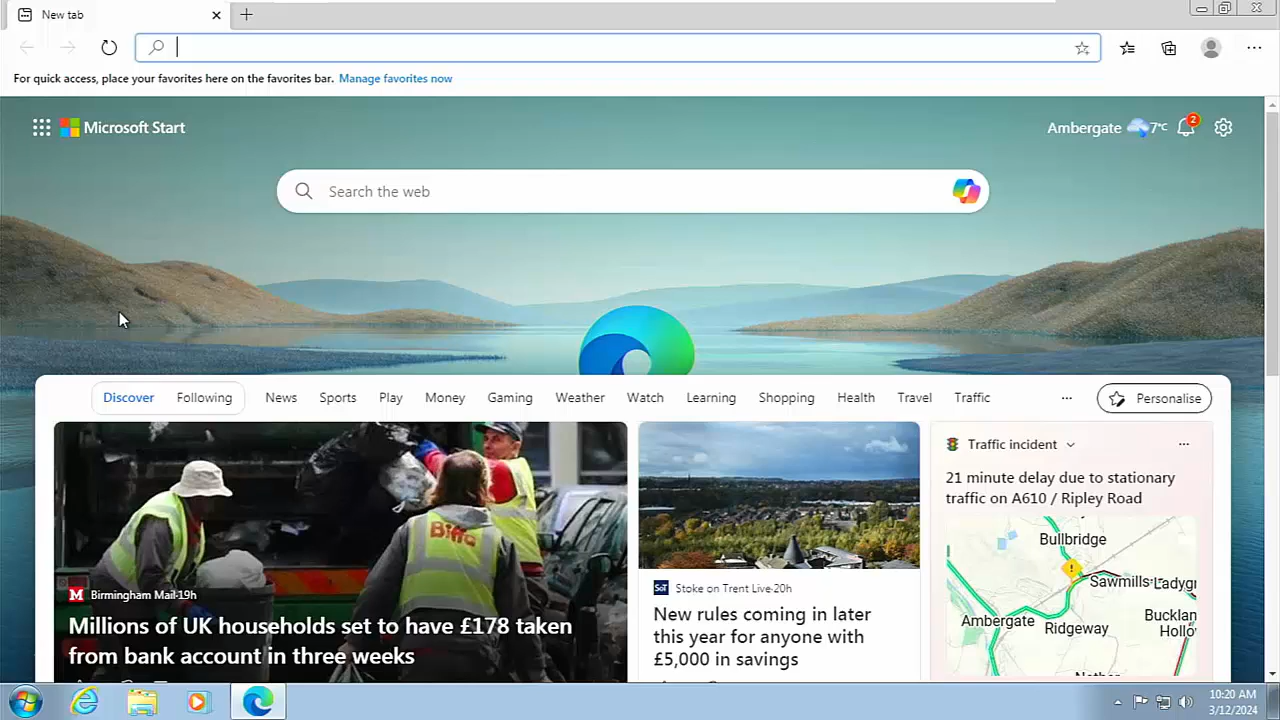 New tab
For quick access, place your favorites here on the favorites bar. Manage favorites now
Microsoft Start
Ambergate 7°C 2
Search the web
Discover Following News Sports Play Money Gaming Weather Watch Learning Shopping Health Travel Traffic ... Personalise
Biffa
Birmingham Mail·19h
Millions of UK households set to have £178 taken
from bank account in three weeks
SoT Stoke on Trent Live·20h
New rules coming in later
this year for anyone with
£5,000 in savings
Traffic incident
21 minute delay due to stationary
traffic on A610 / Ripley Road
Bullbridge
Sawmills
Ladygr
Ambergate
Ridgeway
Bucklan
Hollo
Nether
10:20 AM
3/12/2024